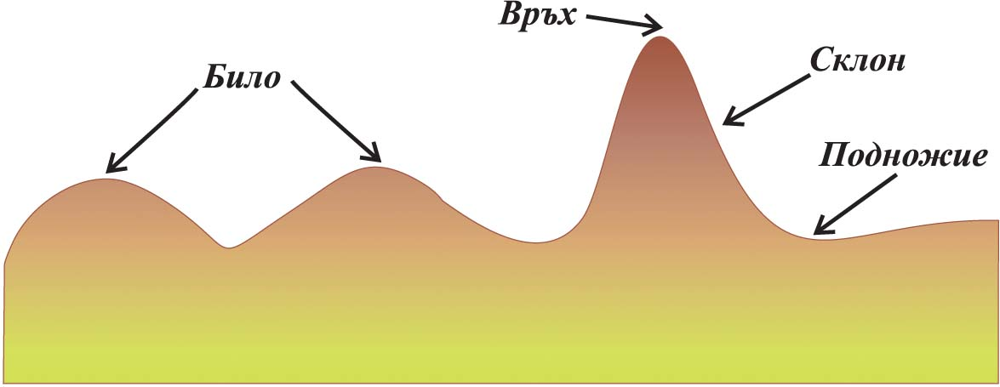 Връх
Склон
Било
Подножие